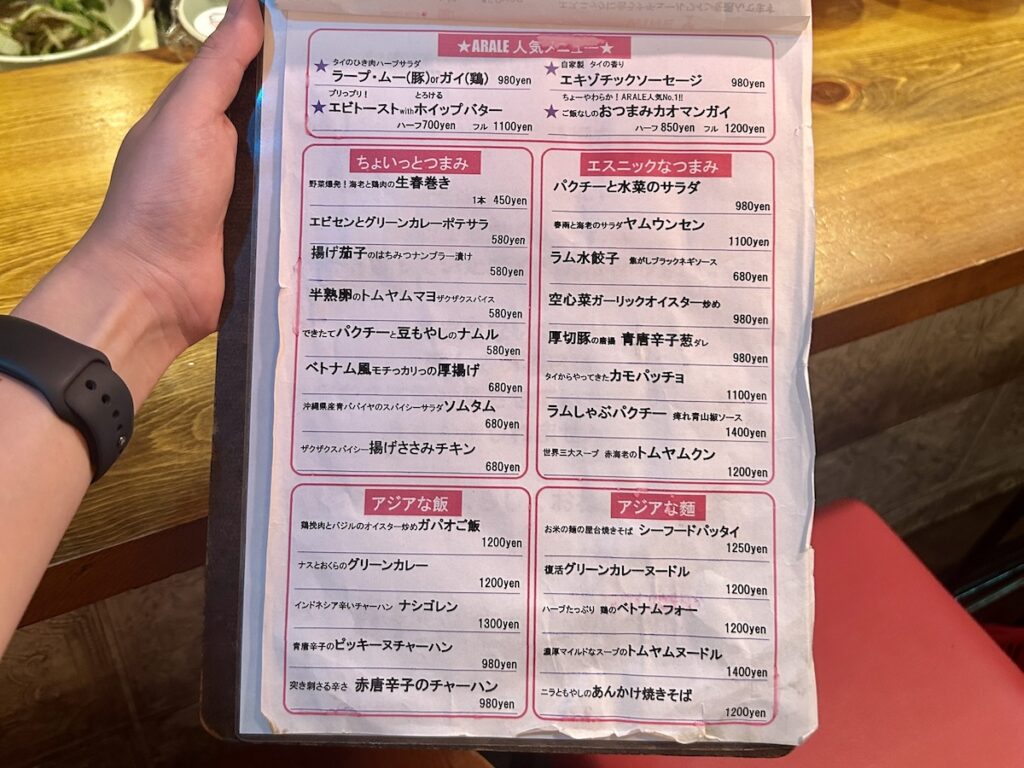 ★ARALE 人気メニュー★
タイのひき肉ハーブサラダ
ラープ・ムー(豚)orガイ(鶏) 980yen
プリっプリ! とろける
エビトーストwithホイップバター
ハーフ700yen フル 1100yen
自家製 タイの香り
エキゾチックソーセージ 980yen
ちょーやわらか!ARALE人気No.1!!
ご飯なしのおつまみカオマンガイ
ハーフ 850yen フル 1200yen
ちょいっとつまみ
野菜爆発!海老と鶏肉の生春巻き
1本 450yen
エビセンとグリーンカレーポテサラ
580yen
揚げ茄子のはちみつナンプラー漬け
580yen
半熟卵のトムヤムマヨ ザクザクスパイス
580yen
できたてパクチーと豆もやしのナムル
580yen
ベトナム風モチっカリっの厚揚げ
680yen
沖縄県産青パパイヤのスパイシーサラダ ソムタム
680yen
ザクザクスパイシー揚げささみチキン
680yen
エスニックなつまみ
パクチーと水菜のサラダ
980yen
春雨と海老のサラダ ヤムウンセン
1100yen
ラム水餃子 焦がしブラックネギソース
680yen
空心菜ガーリックオイスター炒め
980yen
厚切豚の唐揚 青唐辛子葱ダレ
980yen
タイからやってきた カモパッチョ
1100yen
ラムしゃぶパクチー 痺れ青山椒ソース
1400yen
世界三大スープ 赤海老のトムヤムクン
1200yen
アジアな飯
鶏挽肉とバジルのオイスター炒め ガパオご飯
1200yen
ナスとおくらのグリーンカレー
1200yen
インドネシア辛いチャーハン ナシゴレン
1300yen
青唐辛子のピッキーヌチャーハン
980yen
突き刺さる辛さ 赤唐辛子のチャーハン
980yen
アジアな麺
お米の麺の屋台焼きそば シーフードパッタイ
1250yen
復活グリーンカレーヌードル
1200yen
ハーブたっぷり 鶏のベトナムフォー
1200yen
濃厚マイルドなスープのトムヤムヌードル
1400yen
ニラともやしのあんかけ焼きそば
1200yen